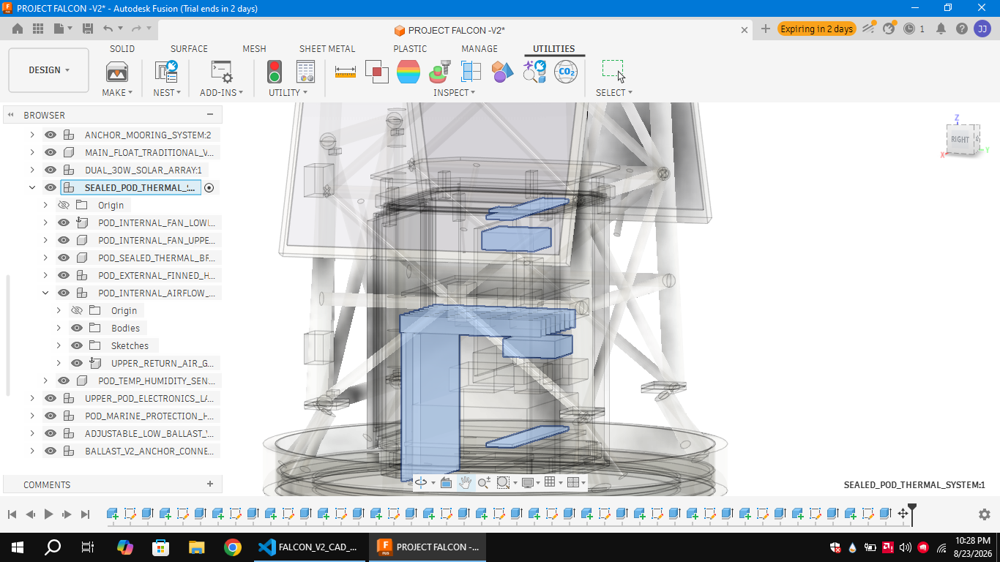 PROJECT FALCON -V2* - Autodesk Fusion (Trial ends in 2 days)
PROJECT FALCON -V2*
Expiring in 2 days
1
JJ
DESIGN
SOLID
SURFACE
MESH
SHEET METAL
PLASTIC
MANAGE
UTILITIES
MAKE
NEST
ADD-INS
UTILITY
INSPECT
SELECT
CO2
BROWSER
ANCHOR_MOORING_SYSTEM:2
MAIN_FLOAT_TRADITIONAL_V...
DUAL_30W_SOLAR_ARRAY:1
SEALED_POD_THERMAL_:...
Origin
POD_INTERNAL_FAN_LOWI...
POD_INTERNAL_FAN_UPPE...
POD_SEALED_THERMAL_BF...
POD_EXTERNAL_FINNED_H...
POD_INTERNAL_AIRFLOW_...
Origin
Bodies
Sketches
UPPER_RETURN_AIR_G...
POD_TEMP_HUMIDITY_SEN...
UPPER_POD_ELECTRONICS_LA...
POD_MARINE_PROTECTION_H...
ADJUSTABLE_LOW_BALLAST_V...
BALLAST_V2_ANCHOR_CONNE...
COMMENTS
Z
RIGHT
X
Y
SEALED_POD_THERMAL_SYSTEM:1
FALCON_V2_CAD_...
PROJECT FALCON -...
10:28 PM
8/23/2026